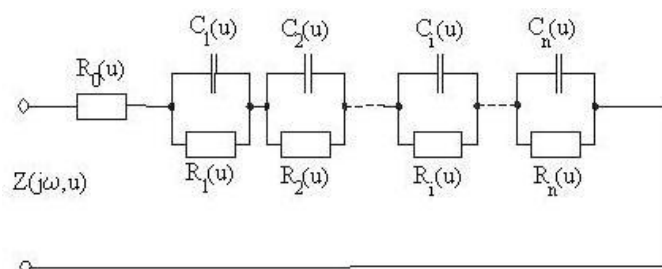 C₁(u) C₂(u) Cᵢ(u) Cₙ(u)
R₀(u)
R₁(u) R₂(u) Rᵢ(u) Rₙ(u)
Z(jω,u)